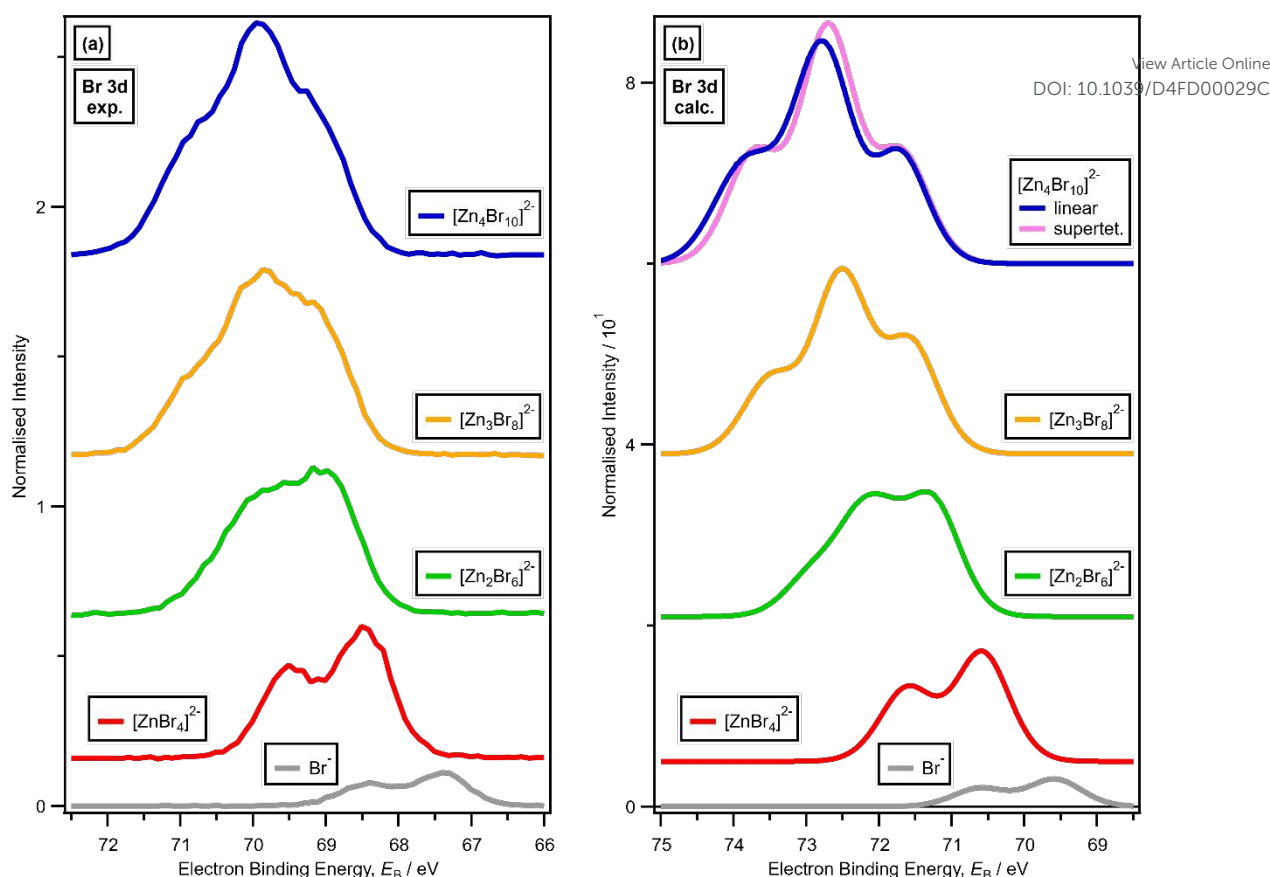 View Article Online
DOI: 10.1039/D4FD00029C
(a)
Br 3d
exp.
[Zn4Br10]2-
[Zn3Br8]2-
[Zn2Br6]2-
[ZnBr4]2-
Br-
Normalised Intensity
2
1
0
72 71 70 69 68 67 66
Electron Binding Energy, EB / eV
(b)
Br 3d
calc.
[Zn4Br10]2-
linear
supertet.
[Zn3Br8]2-
[Zn2Br6]2-
[ZnBr4]2-
Br-
Normalised Intensity / 10^1
8
4
0
75 74 73 72 71 70 69
Electron Binding Energy, EB / eV